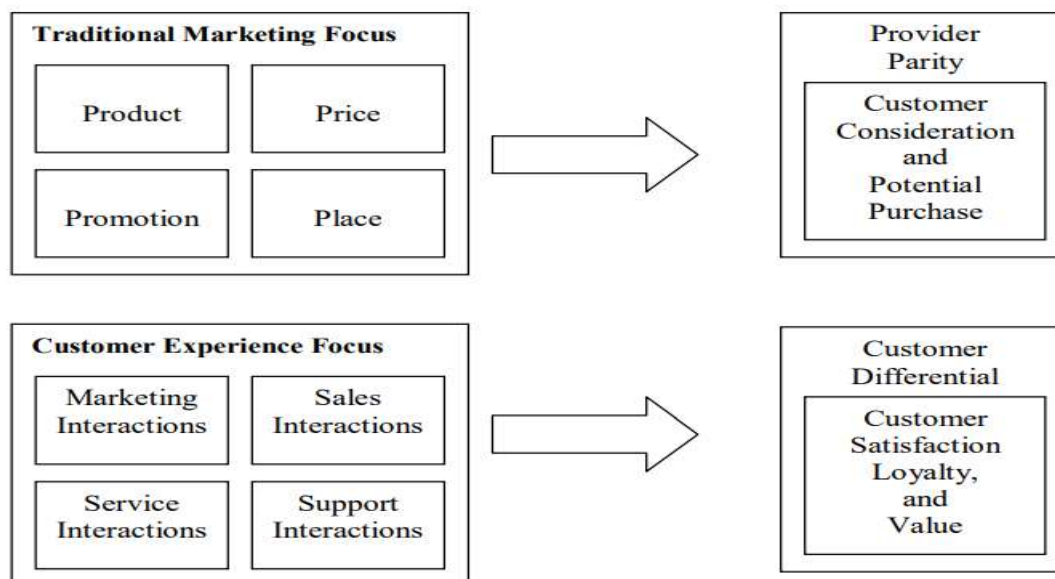 Traditional Marketing Focus
Product
Price
Promotion
Place
Provider
Parity
Customer
Consideration
and
Potential
Purchase
Customer Experience Focus
Marketing
Interactions
Sales
Interactions
Service
Interactions
Support
Interactions
Customer
Differential
Customer
Satisfaction
Loyalty,
and
Value